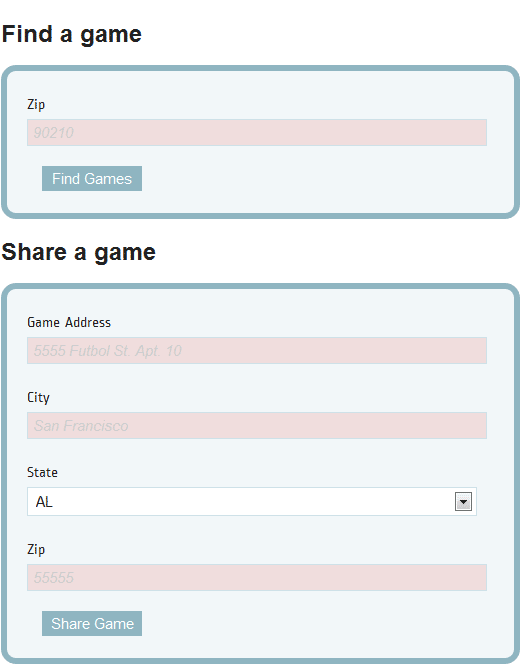 Find a game
Zip
90210
Find Games
Share a game
Game Address
5555 Futbol St. Apt. 10
City
San Francisco
State
AL
Zip
55555
Share Game